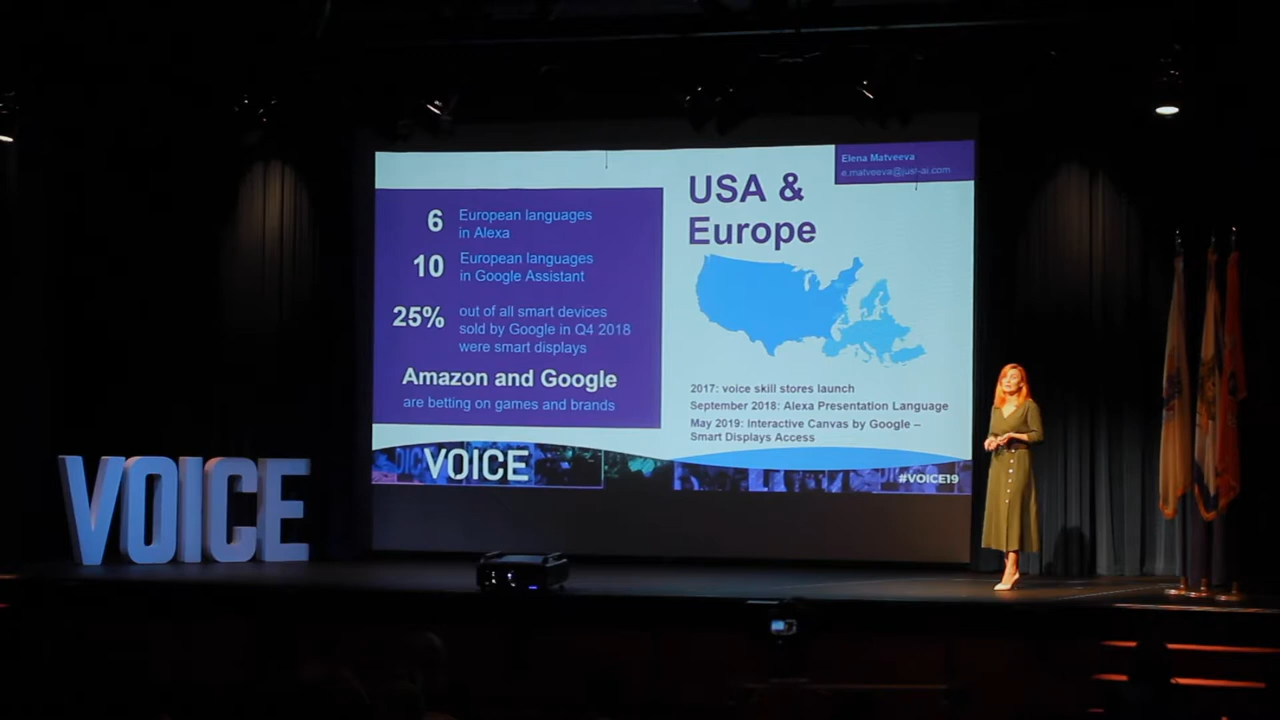 VOICE
6 European languages
in Alexa
10 European languages
in Google Assistant
25% out of all smart devices
sold by Google in Q4 2018
were smart displays
Amazon and Google
are betting on games and brands
Elena Matveeva
e.matveeva@just-ai.com
USA &
Europe
2017: voice skill stores launch
September 2018: Alexa Presentation Language
May 2019: Interactive Canvas by Google –
Smart Displays Access
VOICE
#VOICE19